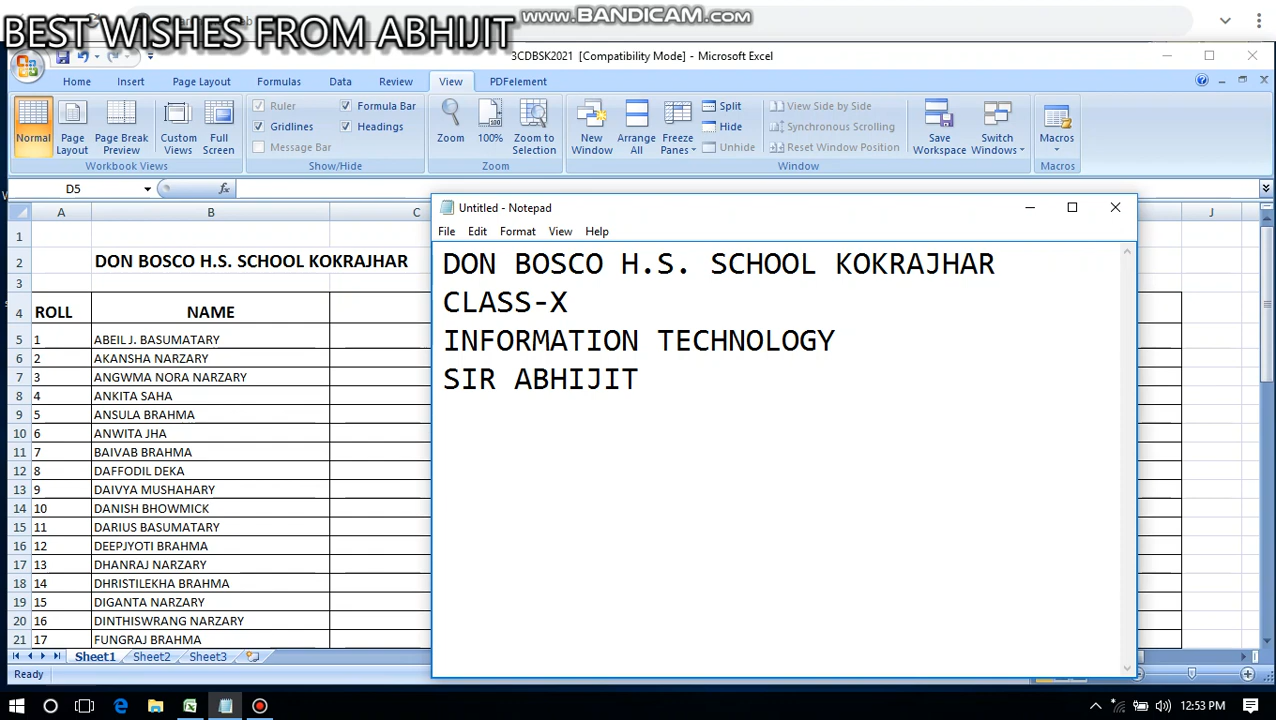 BEST WISHES FROM ABHIJIT
www.BANDICAM.com
3CDBSK2021 [Compatibility Mode] - Microsoft Excel
Home Insert Page Layout Formulas Data Review View PDFelement
Normal Page Layout Page Break Preview Custom Views Full Screen
Ruler Formula Bar
Gridlines Headings
Message Bar
Zoom 100% Zoom to Selection
New Window Arrange All Freeze Panes
Split
Hide
Unhide
View Side by Side
Synchronous Scrolling
Reset Window Position
Save Workspace Switch Windows Macros
Workbook Views Show/Hide Zoom Window Macros
D5 fx
A B C J
1
2 DON BOSCO H.S. SCHOOL KOKRAJHAR
3
4 ROLL NAME
5 1 ABEIL J. BASUMATARY
6 2 AKANSHA NARZARY
7 3 ANGWMA NORA NARZARY
8 4 ANKITA SAHA
9 5 ANSULA BRAHMA
10 6 ANWITA JHA
11 7 BAIVAB BRAHMA
12 8 DAFFODIL DEKA
13 9 DAIVYA MUSHAHARY
14 10 DANISH BHOWMICK
15 11 DARIUS BASUMATARY
16 12 DEEPJYOTI BRAHMA
17 13 DHANRAJ NARZARY
18 14 DHRISTILEKHA BRAHMA
19 15 DIGANTA NARZARY
20 16 DINTHISWRANG NARZARY
21 17 FUNGRAJ BRAHMA
Untitled - Notepad
File Edit Format View Help
DON BOSCO H.S. SCHOOL KOKRAJHAR
CLASS-X
INFORMATION TECHNOLOGY
SIR ABHIJIT
Sheet1 Sheet2 Sheet3
Ready
12:53 PM